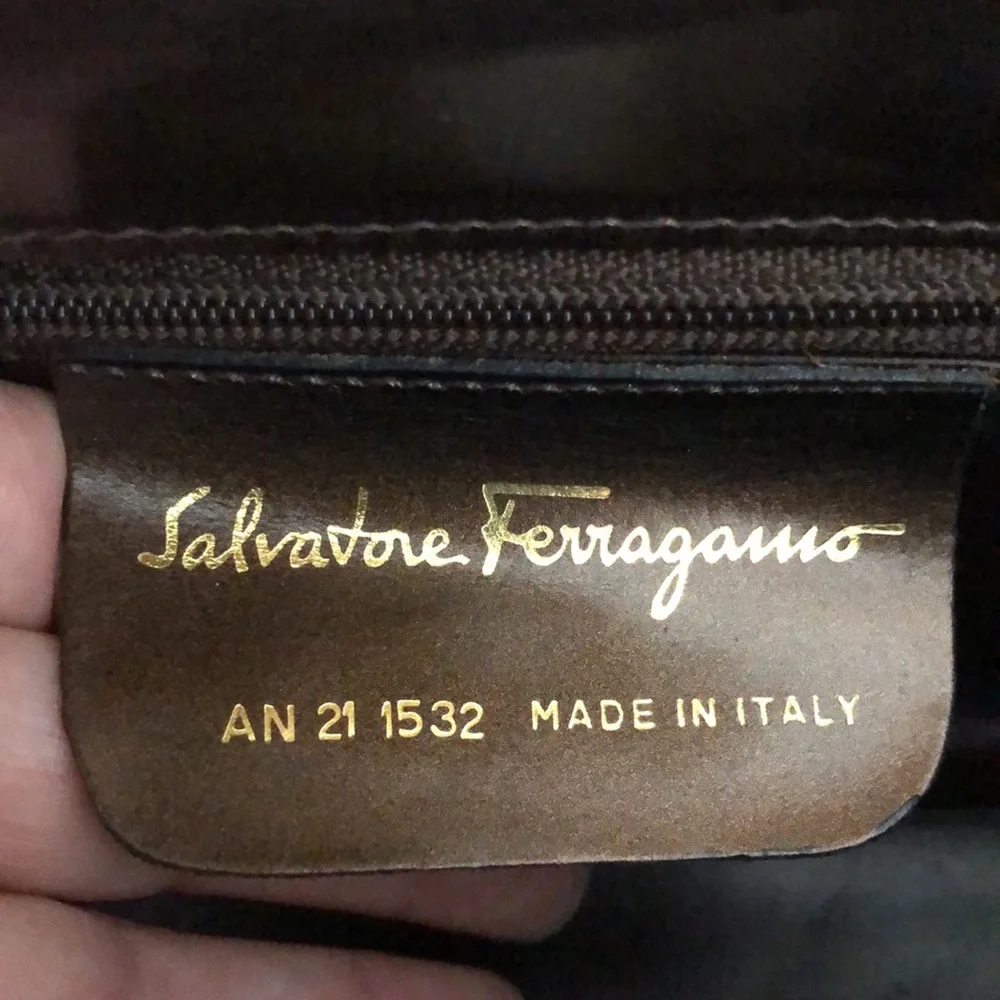 Salvatore Ferragamo
AN 21 1532 MADE IN ITALY